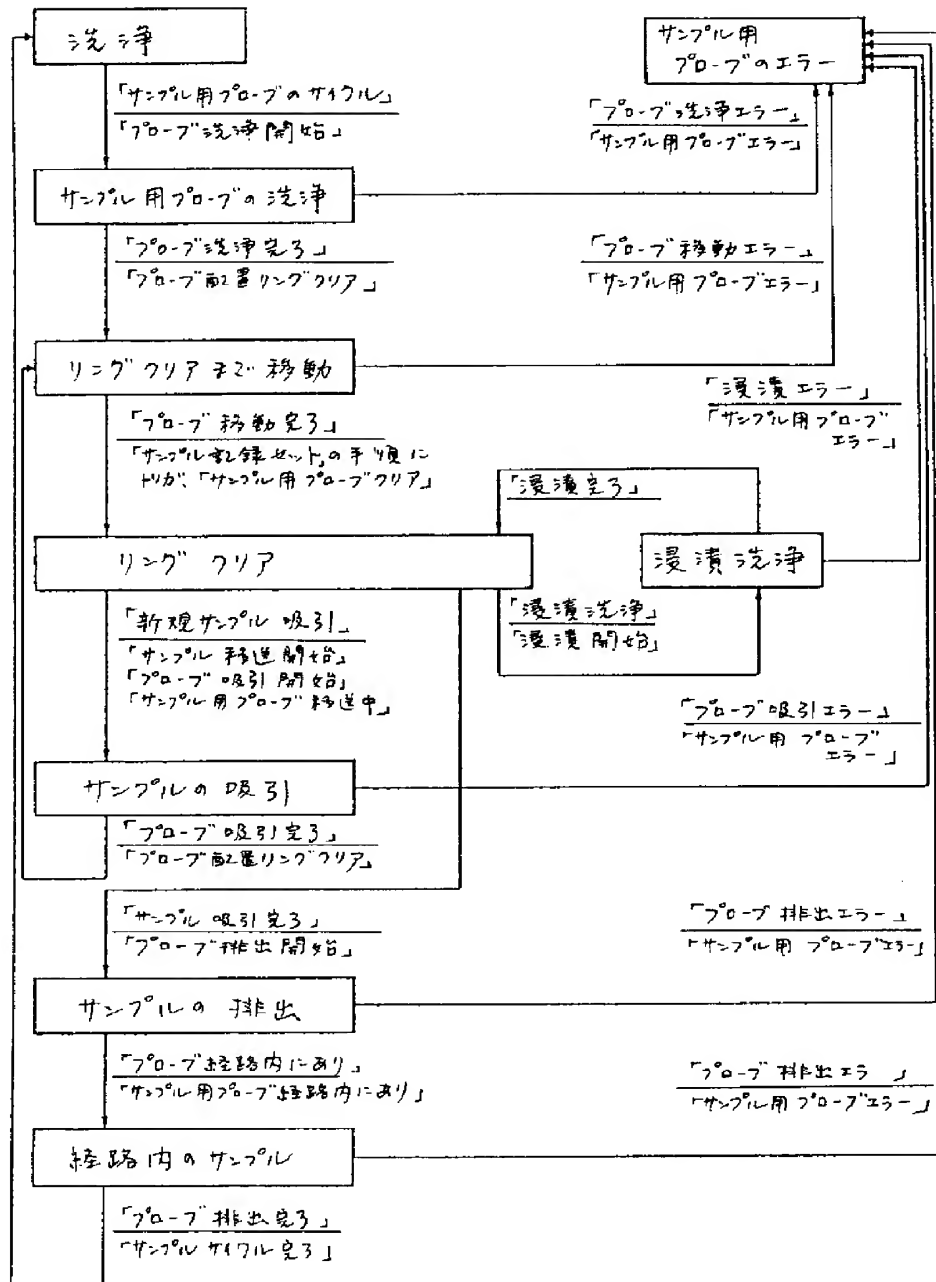 洗浄
サンプル用
プローブのエラー
「サンプル用プローブのサイクル」
「プローブ洗浄開始」
「プローブ洗浄エラー」
「サンプル用プローブエラー」
サンプル用プローブの洗浄
「プローブ洗浄完了」
「プローブ配置リングクリア」
「プローブ移動エラー」
「サンプル用プローブエラー」
リングクリアまで移動
「プローブ移動完了」
「サンプル記録セット」の手順に
トリガ、「サンプル用プローブクリア」
「浸漬エラー」
「サンプル用プローブ
エラー」
「浸漬完了」
リング クリア
浸漬洗浄
「新規サンプル吸引」
「サンプル移送開始」
「プローブ吸引開始」
「サンプル用プローブ移送中」
「浸漬洗浄」
「浸漬開始」
「プローブ吸引エラー」
「サンプル用プローブ
エラー」
サンプルの吸引
「プローブ吸引完了」
「プローブ配置リングクリア」
「サンプル吸引完了」
「プローブ排出開始」
「プローブ排出エラー」
「サンプル用プローブエラー」
サンプルの排出
「プローブ経路内にあり」
「サンプル用プローブ経路内にあり」
「プローブ排出エラ 」
「サンプル用プローブエラー」
経路内のサンプル
「プローブ排出完了」
「サンプルサイクル完了」